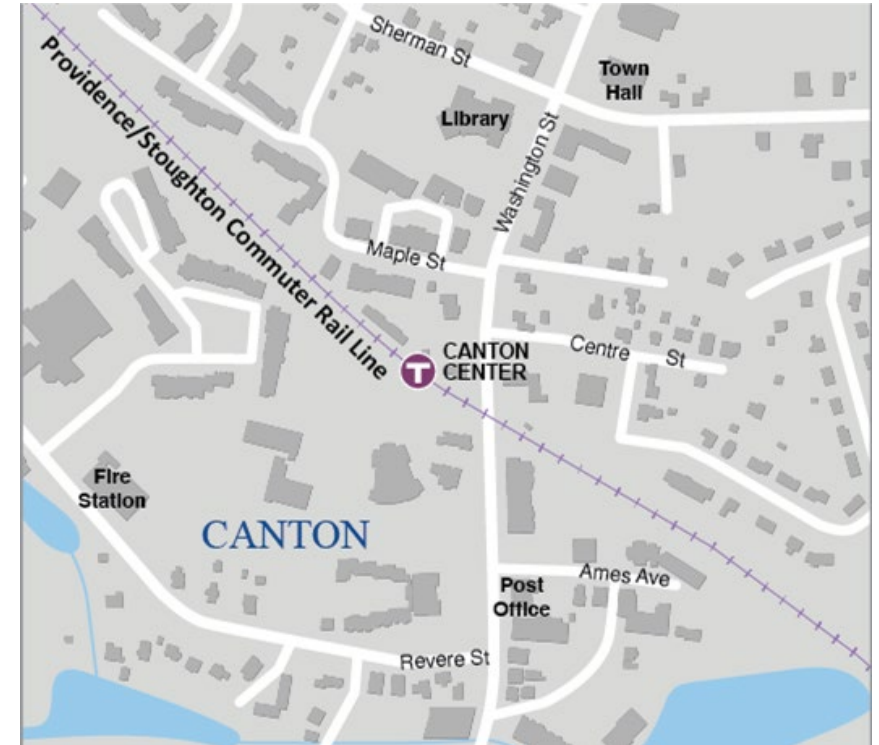 Sherman St
Town
Hall
Library
Washington St
Providence/Stoughton Commuter Rail Line
Maple St
T
CANTON
CENTER
Centre St
Fire
Station
CANTON
Ames Ave
Post
Office
Revere St